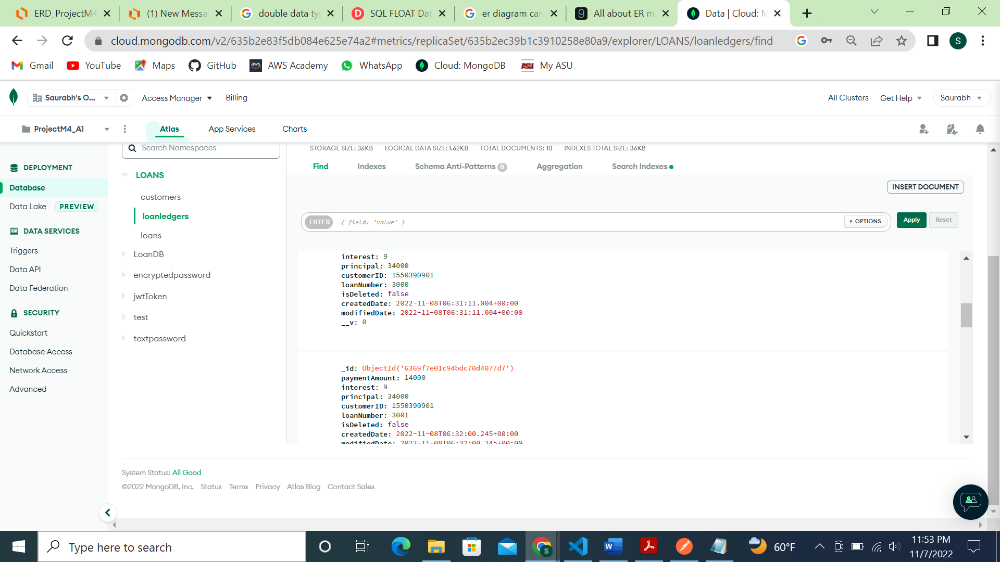 ERD_ProjectM4
(1) New Messa
double data ty
SQL FLOAT Dat
er diagram car
All about ER m
Data | Cloud: M
cloud.mongodb.com/v2/635b2e83f5db084e625e74a2#metrics/replicaSet/635b2ec39b1c3910258e80a9/explorer/LOANS/loanledgers/find
S
Gmail
YouTube
Maps
GitHub
aws
AWS Academy
WhatsApp
Cloud: MongoDB
ASU
My ASU
Saurabh's O...
Access Manager
Billing
All Clusters
Get Help
Saurabh
ProjectM4_A1
Atlas
App Services
Charts
DEPLOYMENT
Database
Data Lake
PREVIEW
DATA SERVICES
Triggers
Data API
Data Federation
SECURITY
Quickstart
Database Access
Network Access
Advanced
Search Namespaces
LOANS
customers
loanledgers
loans
LoanDB
encryptedpassword
jwtToken
test
textpassword
STORAGE SIZE: 36KB
LOGICAL DATA SIZE: 1.62KB
TOTAL DOCUMENTS: 10
INDEXES TOTAL SIZE: 36KB
Find
Indexes
Schema Anti-Patterns 0
Aggregation
Search Indexes
INSERT DOCUMENT
FILTER
{ field: 'value' }
OPTIONS
Apply
Reset
interest: 9
principal: 34000
customerID: 1550390901
loanNumber: 3000
isDeleted: false
createdDate: 2022-11-08T06:31:11.004+00:00
modifiedDate: 2022-11-08T06:31:11.004+00:00
__v: 0
_id: ObjectId('6369f7e01c94bdc70d4077d7')
paymentAmount: 14000
interest: 9
principal: 34000
customerID: 1550390901
loanNumber: 3001
isDeleted: false
createdDate: 2022-11-08T06:32:00.245+00:00
modifiedDate: 2022-11-08T06:32:00.245+00:00
System Status: All Good
©2022 MongoDB, Inc.
Status
Terms
Privacy
Atlas Blog
Contact Sales
Type here to search
60°F
11:53 PM
11/7/2022